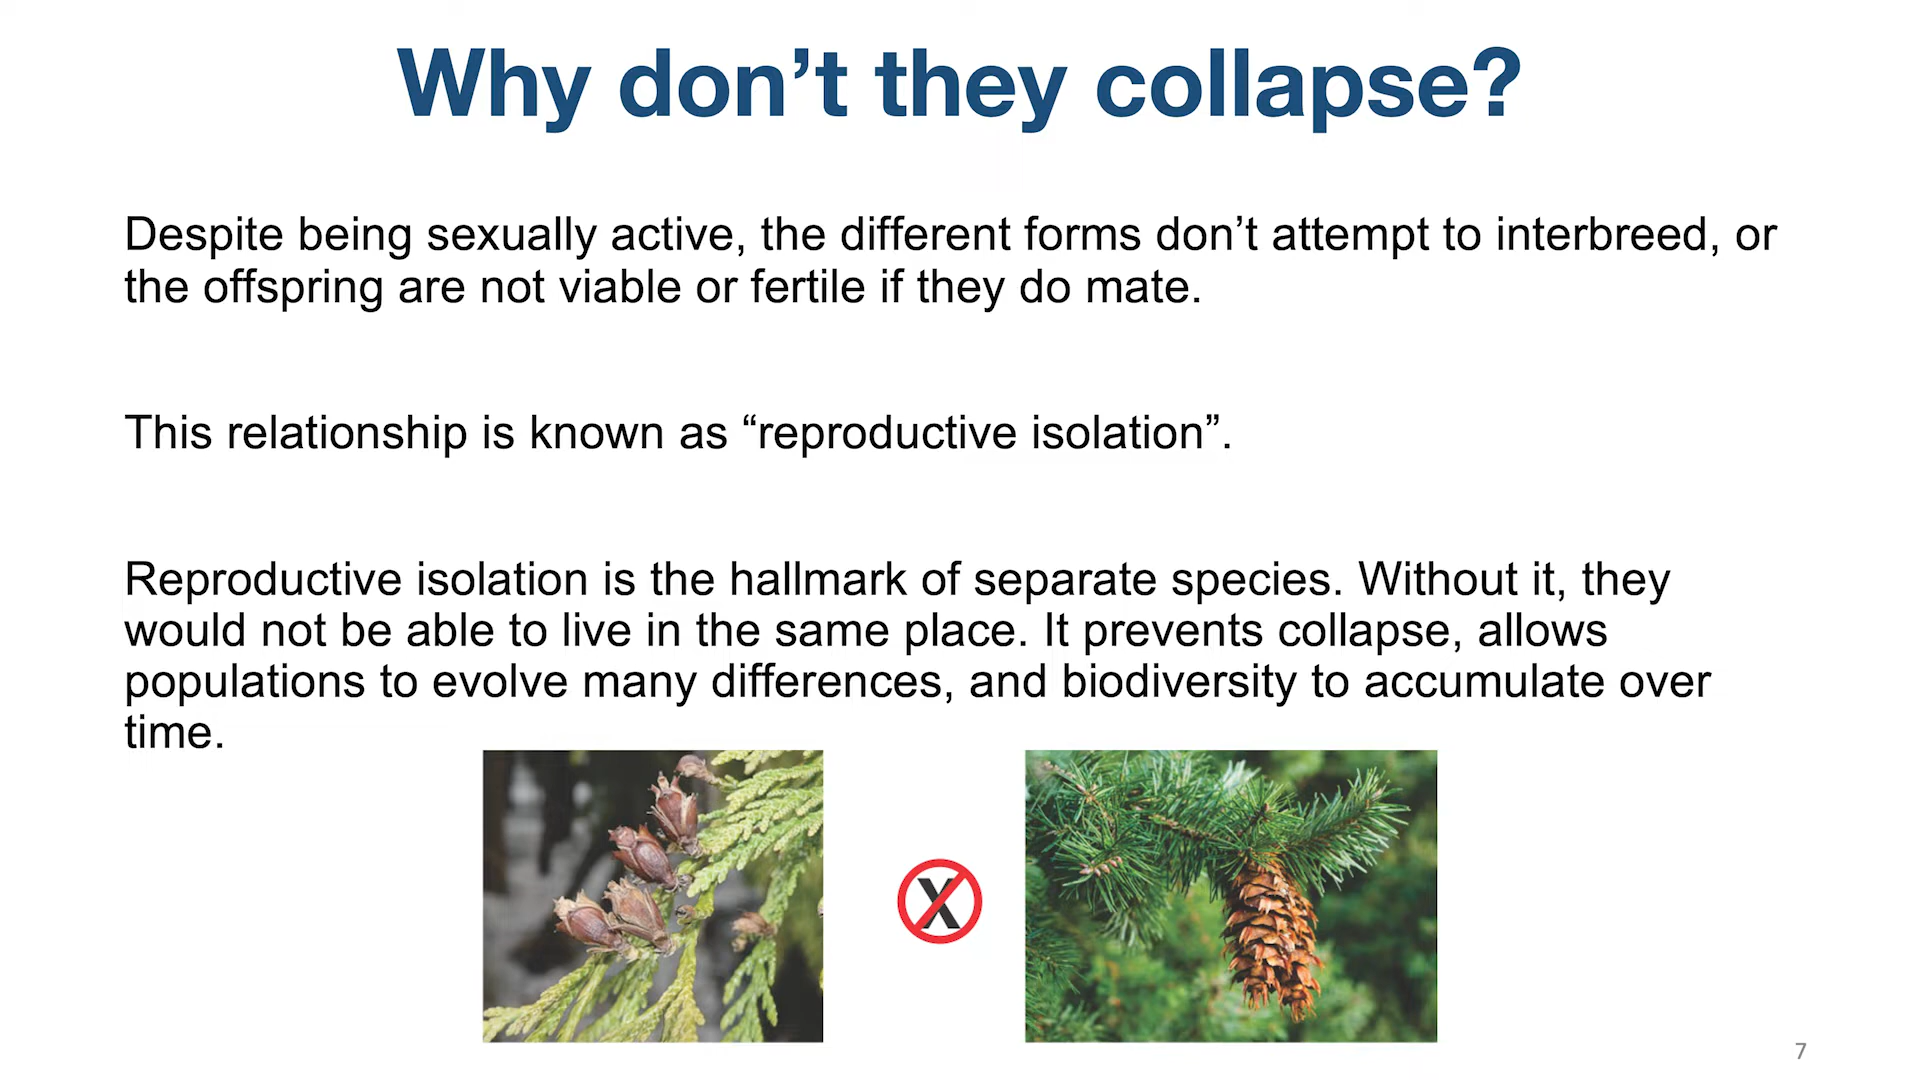 Why don’t they collapse?
Despite being sexually active, the different forms don’t attempt to interbreed, or
the offspring are not viable or fertile if they do mate.
This relationship is known as “reproductive isolation”.
Reproductive isolation is the hallmark of separate species. Without it, they
would not be able to live in the same place. It prevents collapse, allows
populations to evolve many differences, and biodiversity to accumulate over
time.
X
7